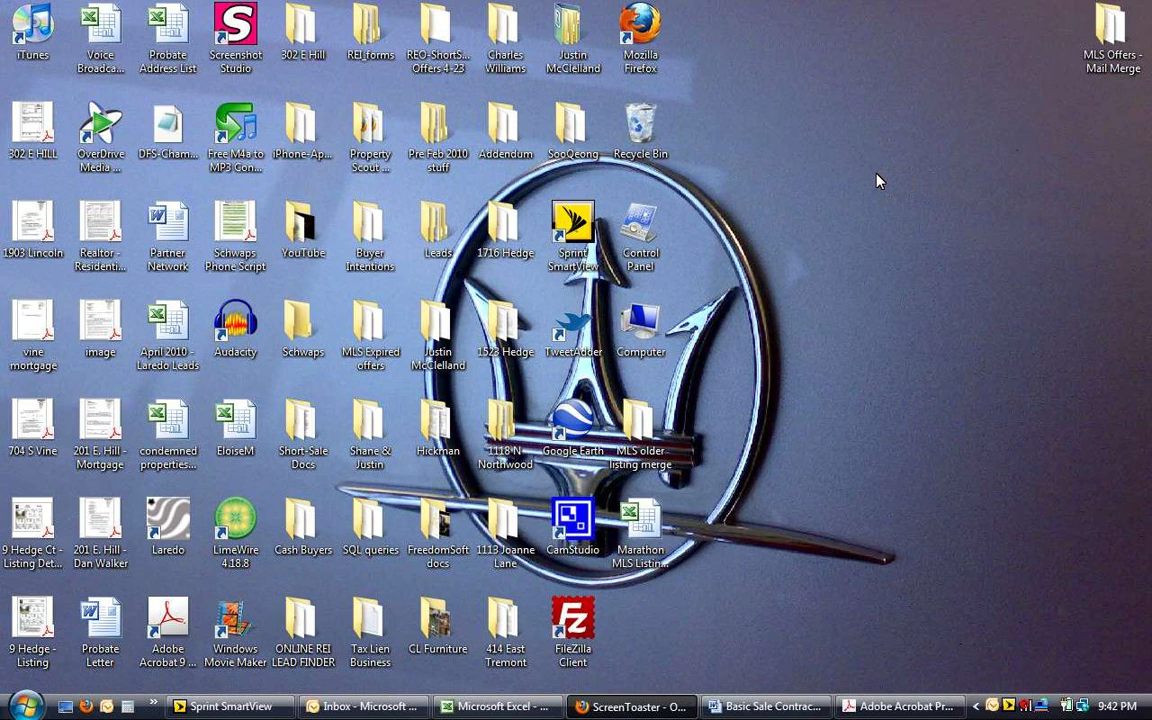 iTunes
Voice
Broadca...
Probate
Address List
S
Screenshot
Studio
302 E Hill
REI forms
REO-ShortS...
Offers 4-23
Charles
Williams
Justin
McClelland
Mozilla
Firefox
MLS Offers -
Mail Merge
302 E HILL
OverDrive
Media ...
DFS-Cham...
Free M4a to
MP3 Con...
iPhone-Ap...
Property
Scout ...
Pre Feb 2010
stuff
Addendum
SooQeong
Recycle Bin
1903 Lincoln
Realtor -
Residenti...
Partner
Network
Schwaps
Phone Script
YouTube
Buyer
Intentions
Leads
1716 Hedge
Sprint
SmartView
Control
Panel
vine
mortgage
image
April 2010 -
Laredo Leads
Audacity
Schwaps
MLS Expired
offers
Justin
McClelland
1523 Hedge
TweetAdder
Computer
704 S Vine
201 E. Hill -
Mortgage
condemned
properties...
EloiseM
Short-Sale
Docs
Shane &
Justin
Hickman
1118 N
Northwood
Google Earth
MLS older
listing merge
9 Hedge Ct -
Listing Det...
201 E. Hill -
Dan Walker
Laredo
LimeWire
4.18.8
Cash Buyers
SQL queries
FreedomSoft
docs
1113 Joanne
Lane
CamStudio
Marathon
MLS Listin...
9 Hedge -
Listing
Probate
Letter
Adobe
Acrobat 9 ...
Windows
Movie Maker
ONLINE REI
LEAD FINDER
Tax Lien
Business
CL Furniture
414 East
Tremont
Fz
FileZilla
Client
Sprint SmartView
Inbox - Microsoft ...
Microsoft Excel - ...
ScreenToaster - O...
Basic Sale Contrac...
Adobe Acrobat Pr...
9:42 PM